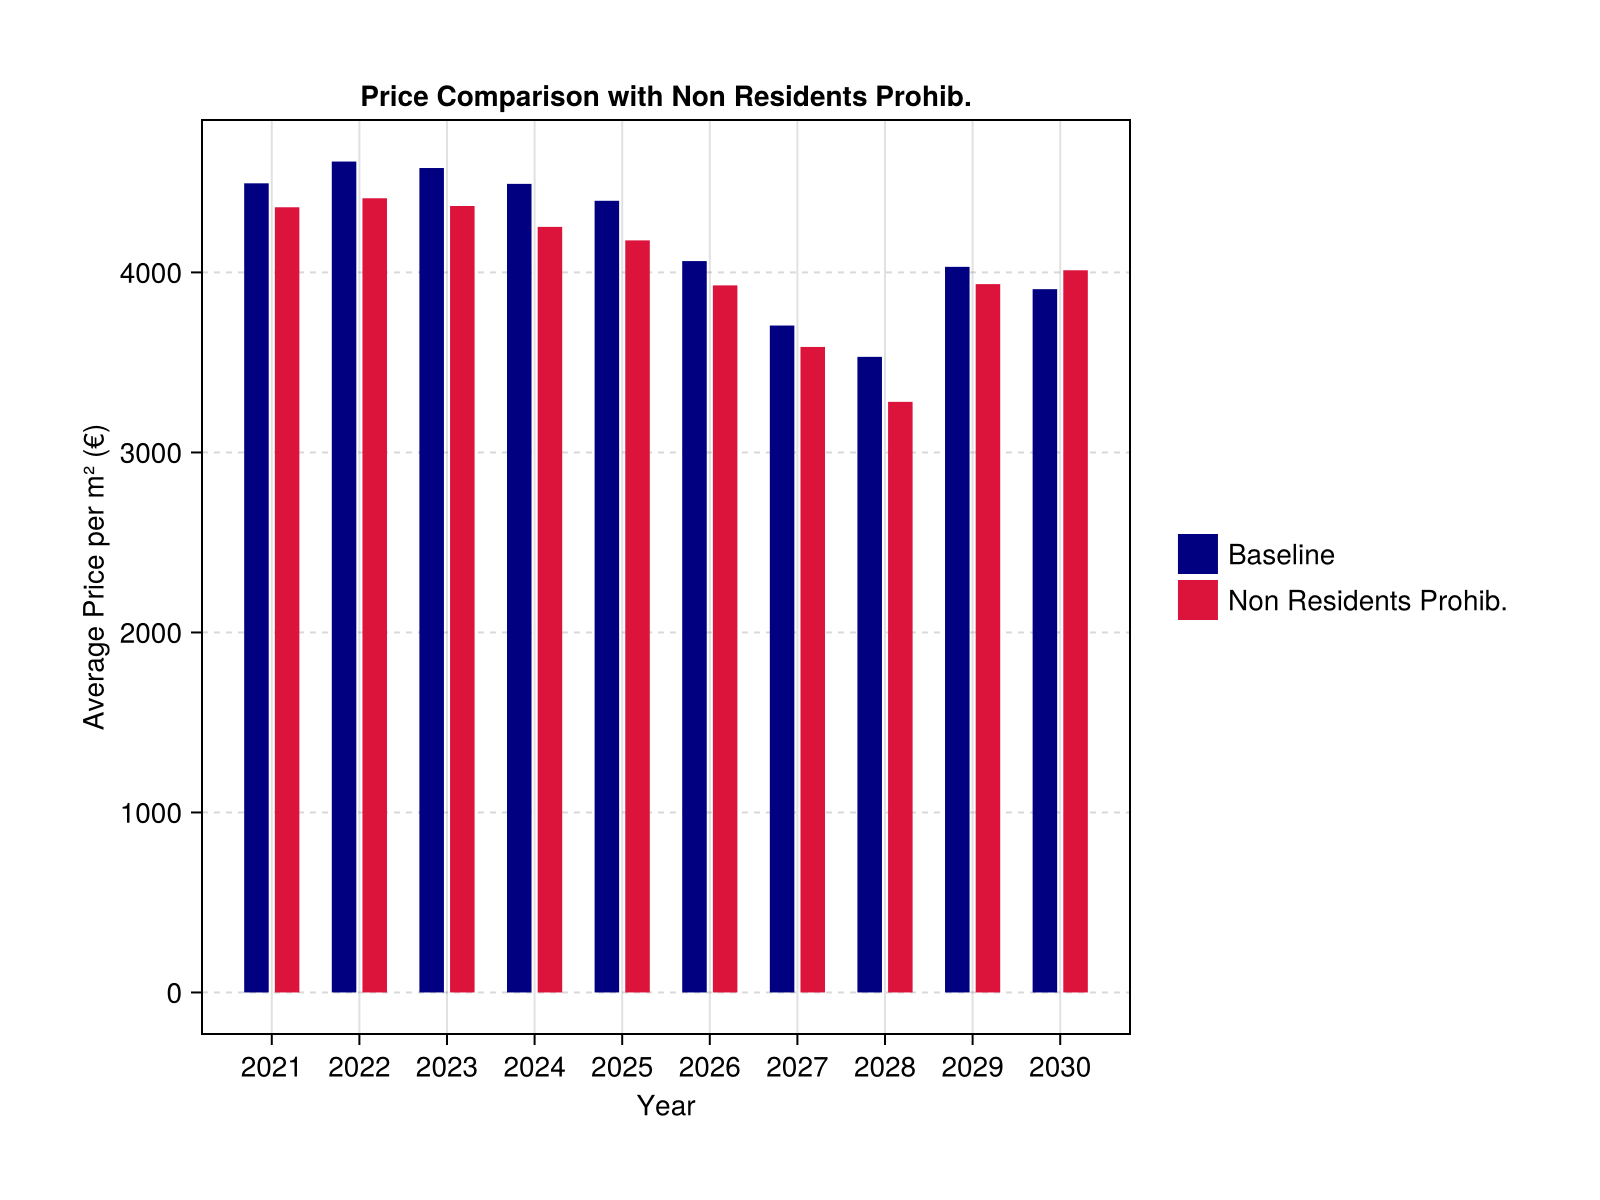 Price Comparison with Non Residents Prohib.
Average Price per m² (€)
4000
3000
2000
1000
0
2021 2022 2023 2024 2025 2026 2027 2028 2029 2030
Year
Baseline
Non Residents Prohib.